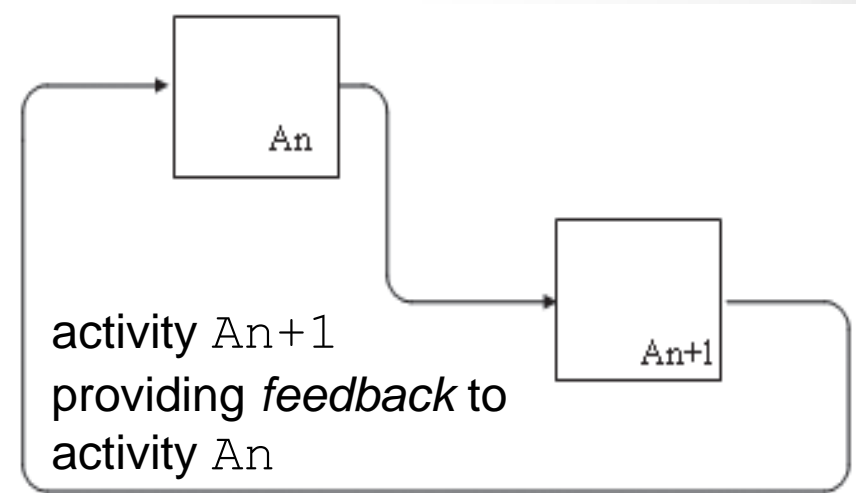 An
An+1
activity An+1
providing feedback to
activity An